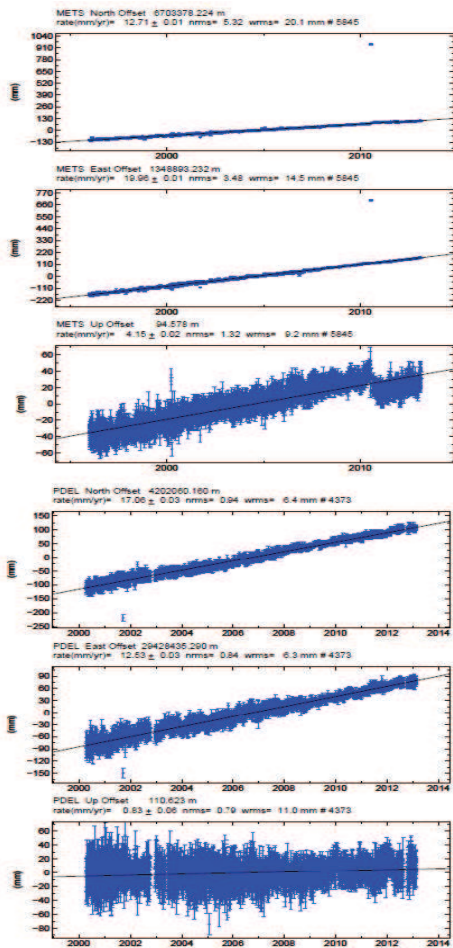 METS North Offset 6703378.224 m
rate(mm/yr)= 12.71 ± 0.01 nrms= 5.32 wrms= 20.1 mm # 5845
1040
910
780
650
520
390
260
130
0
−130
(mm)
2000 2010
METS East Offset 1348893.232 m
rate(mm/yr)= 19.96 ± 0.01 nrms= 3.48 wrms= 14.5 mm # 5845
770
660
550
440
330
220
110
0
−110
−220
(mm)
2000 2010
METS Up Offset 94.578 m
rate(mm/yr)= 4.15 ± 0.02 nrms= 1.32 wrms= 9.2 mm # 5845
60
40
20
0
−20
−40
−60
(mm)
2000 2010
PDEL North Offset 4202060.160 m
rate(mm/yr)= 17.06 ± 0.03 nrms= 0.94 wrms= 6.4 mm # 4373
150
100
50
0
−50
−100
−150
−200
−250
(mm)
2000 2002 2004 2006 2008 2010 2012 2014
PDEL East Offset 29428435.290 m
rate(mm/yr)= 12.53 ± 0.03 nrms= 0.84 wrms= 6.3 mm # 4373
90
60
30
0
−30
−60
−90
−120
−150
(mm)
2000 2002 2004 2006 2008 2010 2012 2014
PDEL Up Offset 110.623 m
rate(mm/yr)= 0.83 ± 0.06 nrms= 0.79 wrms= 11.0 mm # 4373
60
40
20
0
−20
−40
−60
−80
(mm)
2000 2002 2004 2006 2008 2010 2012 2014